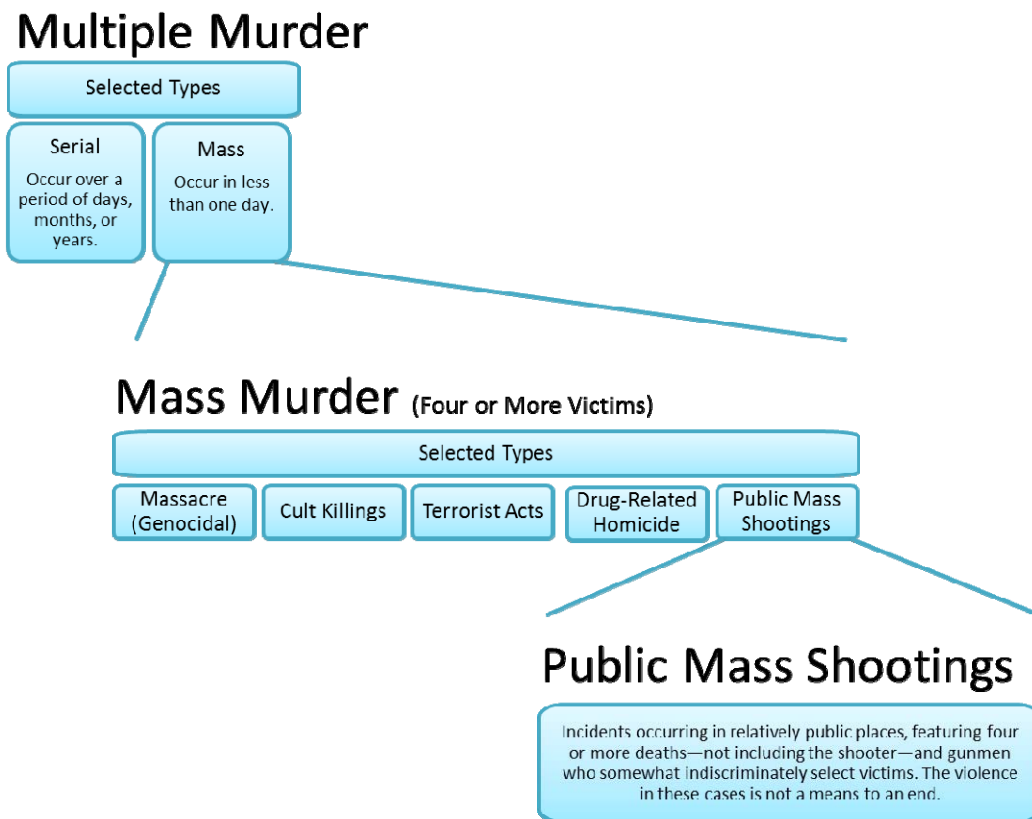 Multiple Murder
Selected Types
Serial
Occur over a
period of days,
months, or
years.
Mass
Occur in less
than one day.
Mass Murder (Four or More Victims)
Selected Types
Massacre
(Genocidal)
Cult Killings
Terrorist Acts
Drug-Related
Homicide
Public Mass
Shootings
Public Mass Shootings
Incidents occurring in relatively public places, featuring four
or more deaths—not including the shooter—and gunmen
who somewhat indiscriminately select victims. The violence
in these cases is not a means to an end.